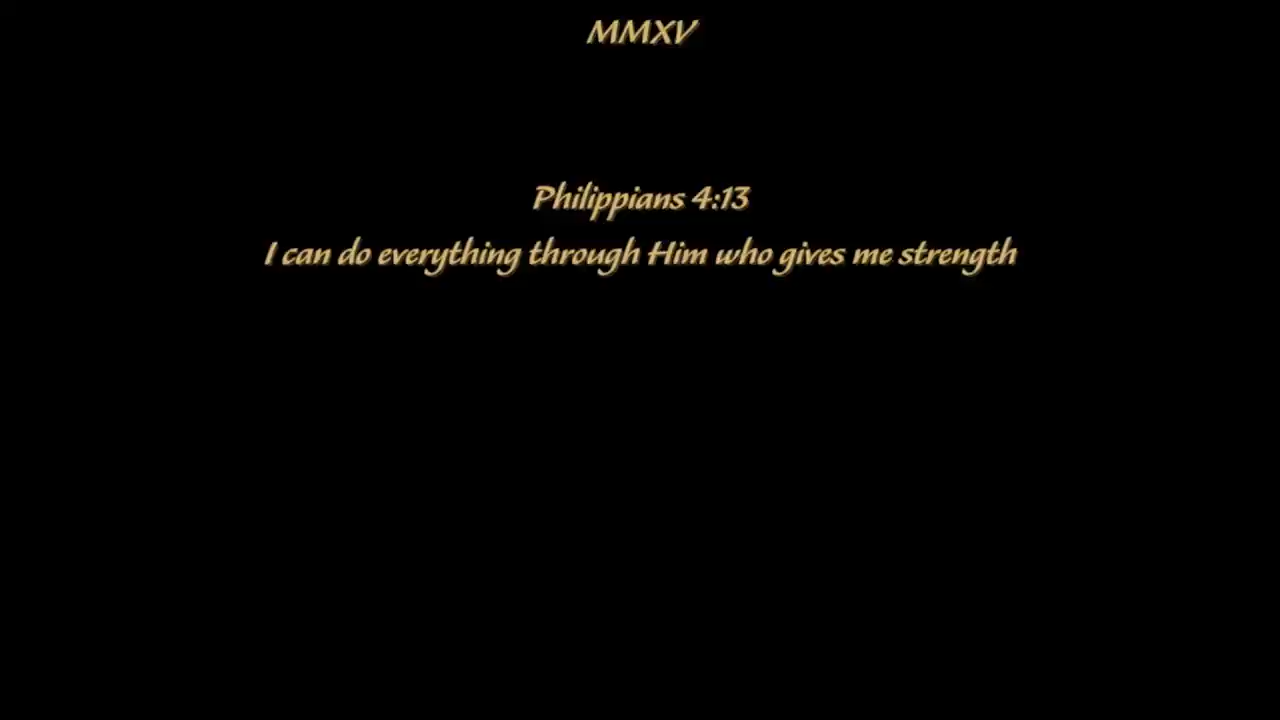 MMXV
Philippians 4:13
I can do everything through Him who gives me strength